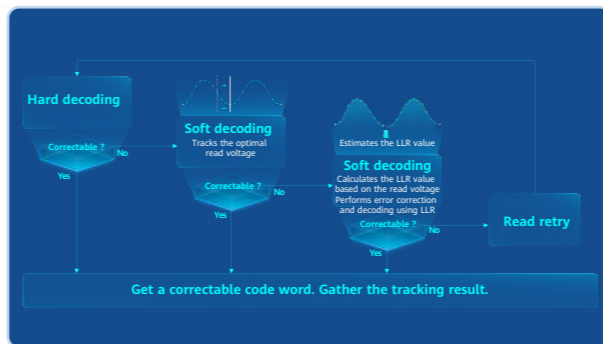 Hard decoding
Correctable ?
No
Yes
Soft decoding
Tracks the optimal
read voltage
Correctable ?
No
Yes
Estimates the LLR value
Soft decoding
Calculates the LLR value
based on the read voltage
Performs error correction
and decoding using LLR
Correctable ?
No
Yes
Read retry
Get a correctable code word. Gather the tracking result.